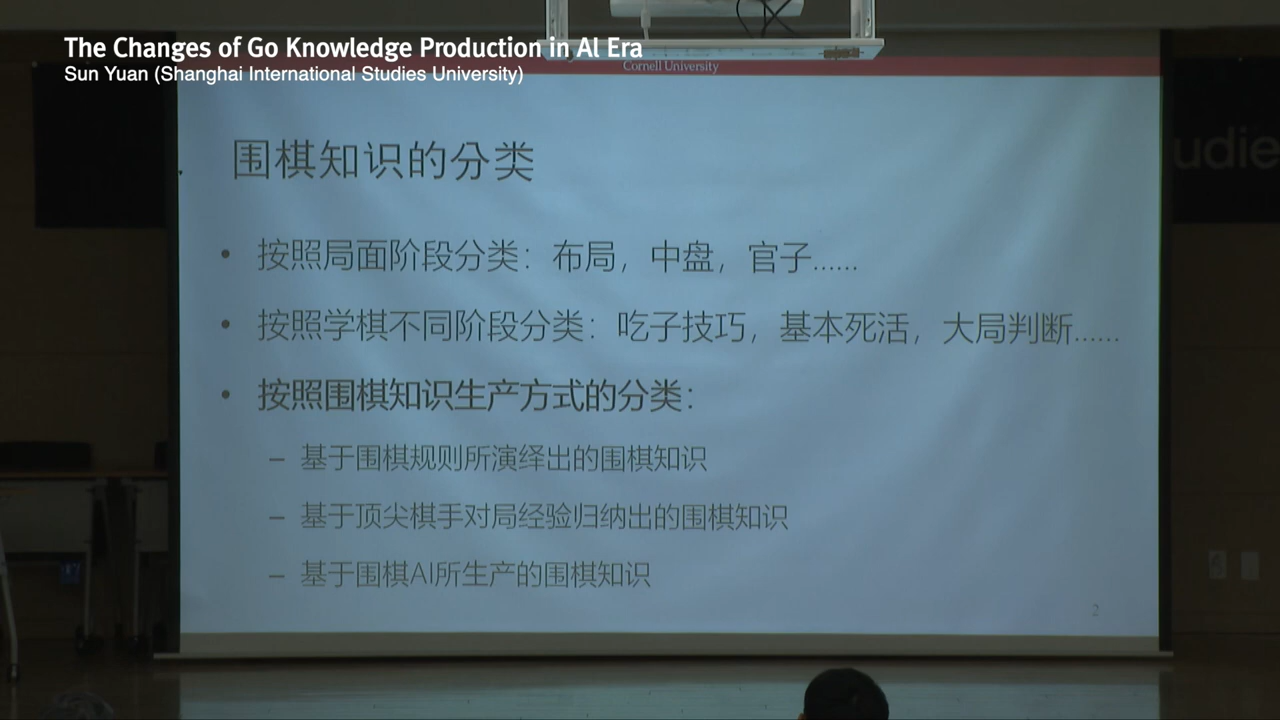 The Changes of Go Knowledge Production in AI Era
Sun Yuan (Shanghai International Studies University)
Cornell University
udie
围棋知识的分类
• 按照局面阶段分类：布局，中盘，官子……
• 按照学棋不同阶段分类：吃子技巧，基本死活，大局判断……
• 按照围棋知识生产方式的分类：
– 基于围棋规则所演绎出的围棋知识
– 基于顶尖棋手对局经验归纳出的围棋知识
– 基于围棋AI所生产的围棋知识
2